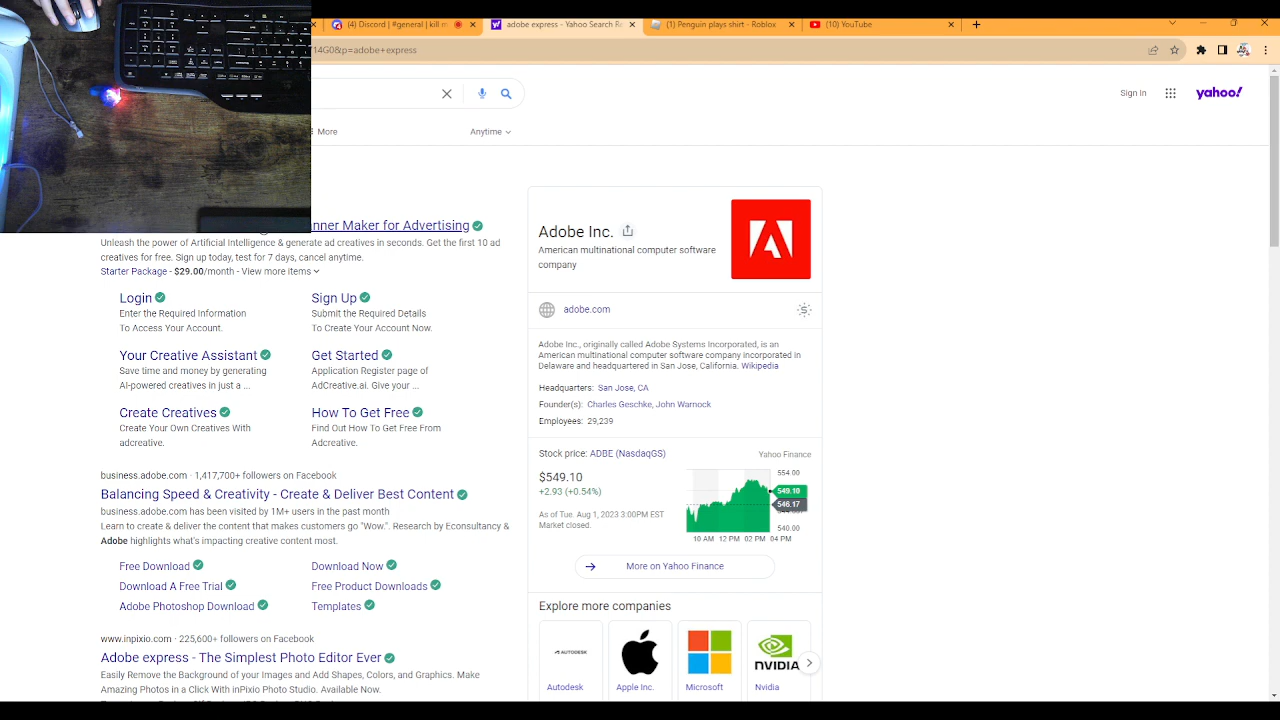 (4) Discord | #general | kill m
adobe express - Yahoo Search Re
(1) Penguin plays shirt - Roblox
(10) YouTube
14G0&p=adobe+express
Sign In
yahoo!
More
Anytime
nner Maker for Advertising
Unleash the power of Artificial Intelligence & generate ad creatives in seconds. Get the first 10 ad
creatives for free. Sign up today, test for 7 days, cancel anytime.
Starter Package - $29.00/month - View more items
Login
Enter the Required Information
To Access Your Account.
Sign Up
Submit the Required Details
To Create Your Account Now.
Your Creative Assistant
Save time and money by generating
AI-powered creatives in just a ...
Get Started
Application Register page of
AdCreative.ai. Give your ...
Create Creatives
Create Your Own Creatives With
adcreative.
How To Get Free
Find Out How To Get Free From
Adcreative.
business.adobe.com · 1,417,700+ followers on Facebook
Balancing Speed & Creativity - Create & Deliver Best Content
business.adobe.com has been visited by 1M+ users in the past month
Learn to create & deliver the content that makes customers go "Wow.". Research by Econsultancy &
Adobe highlights what's impacting creative content most.
Free Download
Download Now
Download A Free Trial
Free Product Downloads
Adobe Photoshop Download
Templates
www.inpixio.com · 225,600+ followers on Facebook
Adobe express - The Simplest Photo Editor Ever
Easily Remove the Background of your Images and Add Shapes, Colors, and Graphics. Make
Amazing Photos in a Click With inPixio Photo Studio. Available Now.
Adobe Inc.
American multinational computer software
company
adobe.com
Adobe Inc., originally called Adobe Systems Incorporated, is an
American multinational computer software company incorporated in
Delaware and headquartered in San Jose, California. Wikipedia
Headquarters: San Jose, CA
Founder(s): Charles Geschke, John Warnock
Employees: 29,239
Stock price: ADBE (NasdaqGS)
Yahoo Finance
$549.10
+2.93 (+0.54%)
As of Tue, Aug 1, 2023 3:00PM EST
Market closed.
554.00
549.10
546.17
540.00
10 AM 12 PM 02 PM 04 PM
More on Yahoo Finance
Explore more companies
AUTODESK
NVIDIA
Autodesk
Apple Inc.
Microsoft
Nvidia